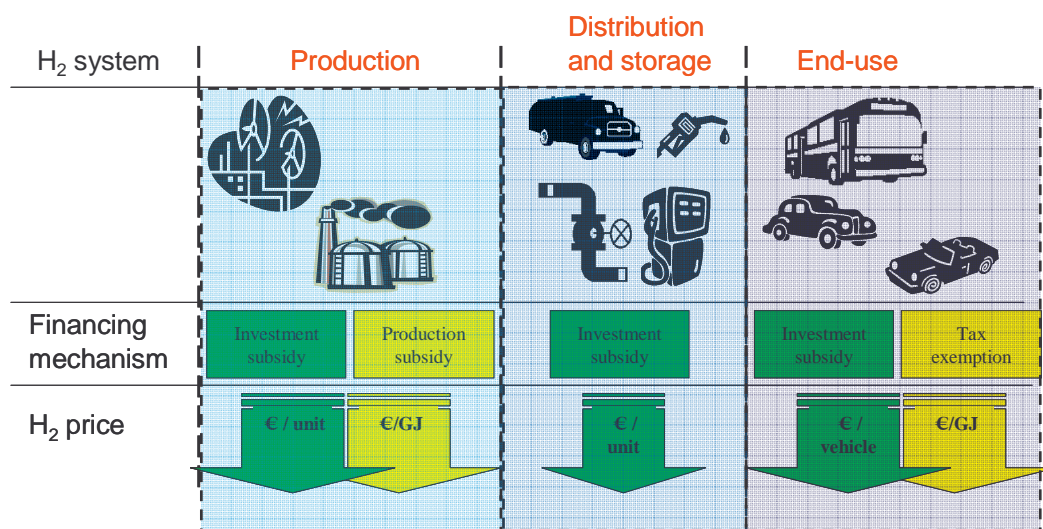 H₂ system
Production
Distribution
and storage
End-use
Financing
mechanism
Investment
subsidy
Production
subsidy
Investment
subsidy
Investment
subsidy
Tax
exemption
H₂ price
€ / unit
€/GJ
€ /
unit
€ /
vehicle
€/GJ